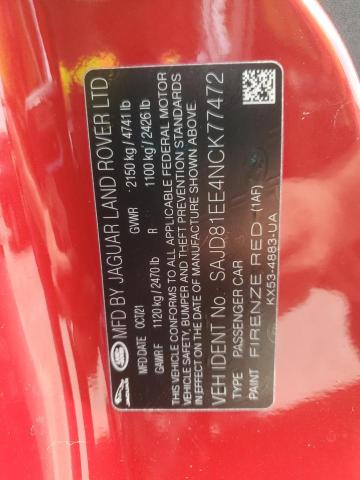 MFD BY JAGUAR LAND ROVER LTD
GVWR 2150 kg / 4741 lb
MFD DATE OCT/21 R 1100 kg / 2426 lb
GAWR F 1120 kg / 2470 lb
THIS VEHICLE CONFORMS TO ALL APPLICABLE FEDERAL MOTOR
VEHICLE SAFETY, BUMPER AND THEFT PREVENTION STANDARDS
IN EFFECT ON THE DATE OF MANUFACTURE SHOWN ABOVE
VEH IDENT No. SAJD81EE4NCK77472
TYPE PASSENGER CAR
PAINT FIRENZE RED (1AF)
KX53-4883-UA